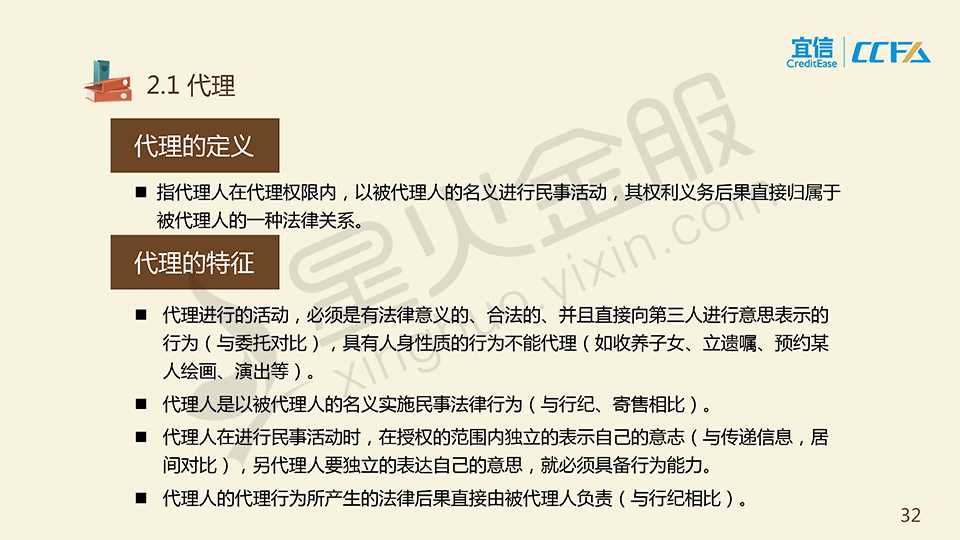 宜信
CreditEase
CCFA
2.1 代理
代理的定义
■ 指代理人在代理权限内，以被代理人的名义进行民事活动，其权利义务后果直接归属于
被代理人的一种法律关系。
代理的特征
■ 代理进行的活动，必须是有法律意义的、合法的、并且直接向第三人进行意思表示的
行为（与委托对比），具有人身性质的行为不能代理（如收养子女、立遗嘱、预约某
人绘画、演出等）。
■ 代理人是以被代理人的名义实施民事法律行为（与行纪、寄售相比）。
■ 代理人在进行民事活动时，在授权的范围内独立的表示自己的意志（与传递信息，居
间对比），另代理人要独立的表达自己的意思，就必须具备行为能力。
■ 代理人的代理行为所产生的法律后果直接由被代理人负责（与行纪相比）。
星火金服
xinghuo.yixin.com
32